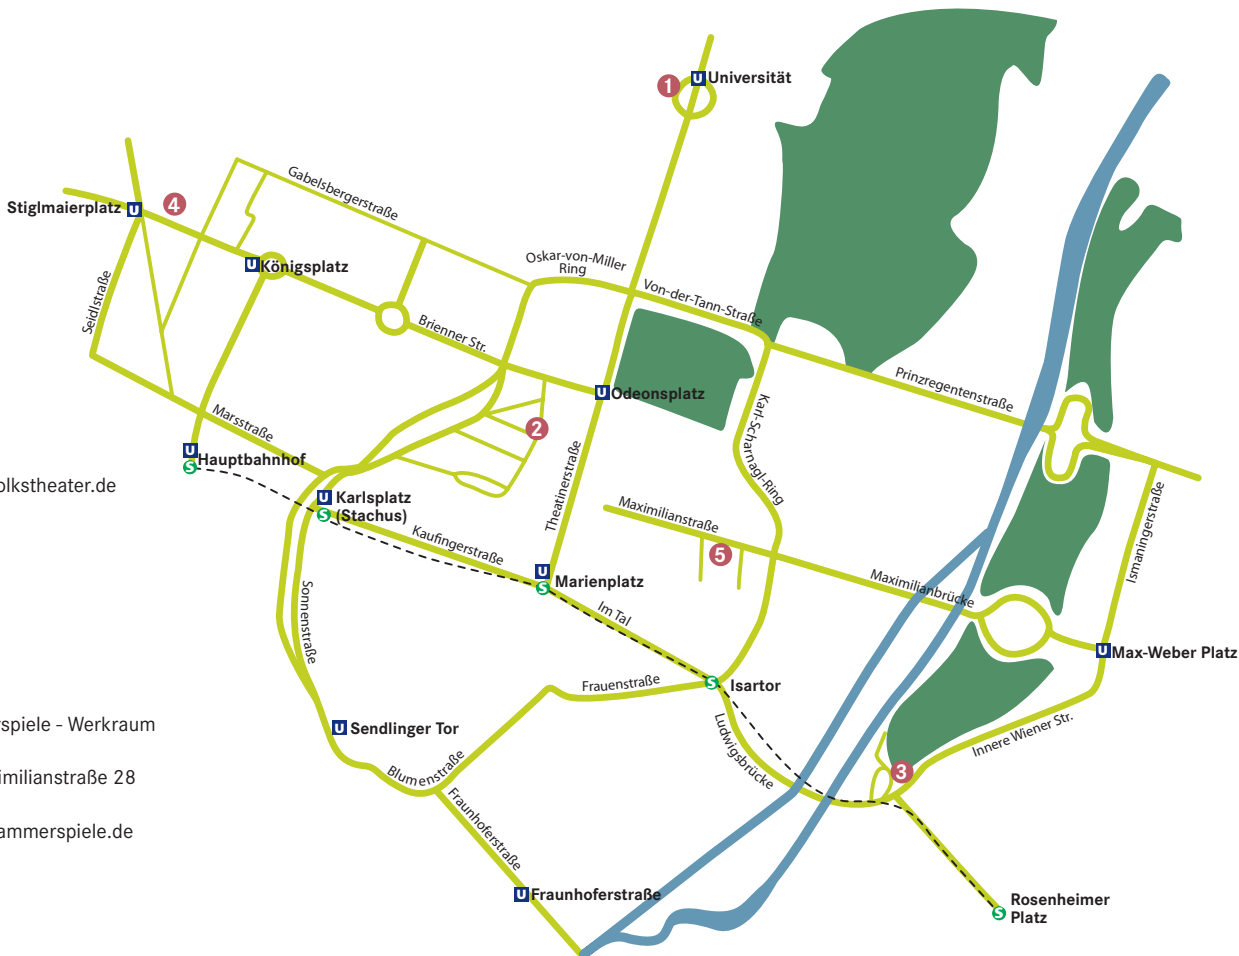 1
U Universität
Gabelsbergerstraße
4
Stiglmaierplatz U
Oskar-von-Miller
Ring
U Königsplatz
Seidlstraße
Von-der-Tann-Straße
Brienner Str.
Prinzregentenstraße
U Odeonsplatz
Karl-Scharnagl-Ring
Marsstraße
2
U
S
Hauptbahnhof
Theatinerstraße
olkstheater.de
U
S
Karlsplatz
(Stachus)
Maximilianstraße
Ismaningerstraße
Kaufingerstraße
5
U
S
Marienplatz
Maximilianbrücke
Im Tal
Sonnenstraße
U Max-Weber Platz
Frauenstraße
S Isartor
rspiele - Werkraum
U Sendlinger Tor
Ludwigsbrücke
Innere Wiener Str.
Blumenstraße
3
ximilianstraße 28
Fraunhoferstraße
ammerspiele.de
U Fraunhoferstraße
S
Rosenheimer
Platz